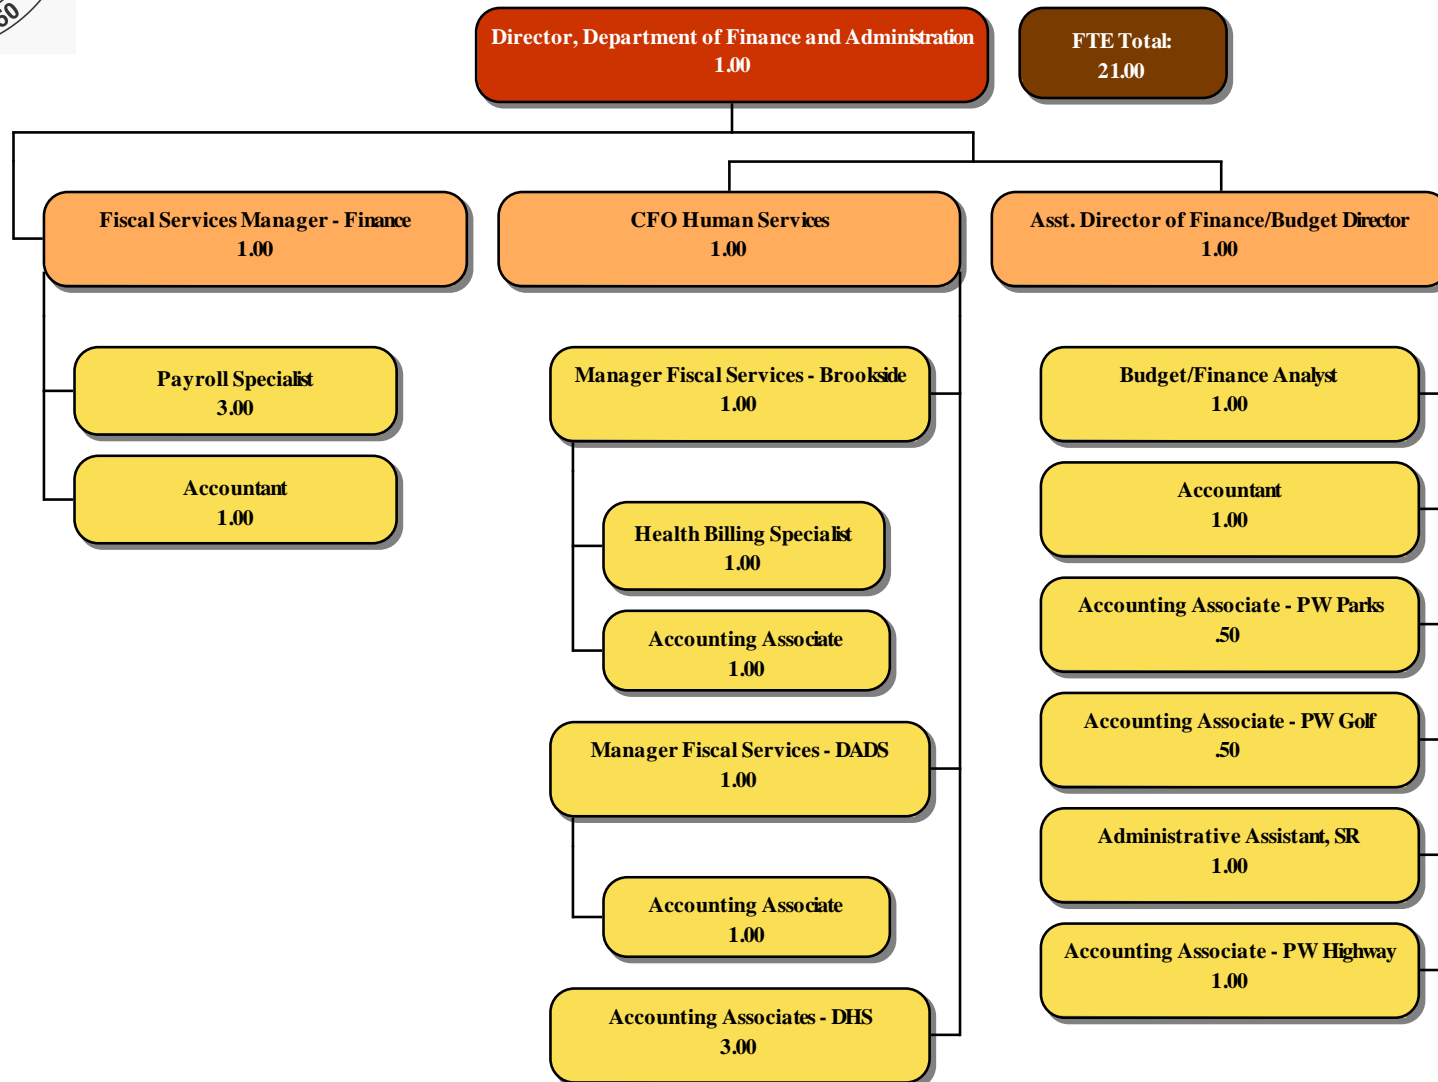 60
Director, Department of Finance and Administration
1.00
FTE Total:
21.00
Fiscal Services Manager - Finance
1.00
CFO Human Services
1.00
Asst. Director of Finance/Budget Director
1.00
Payroll Specialist
3.00
Accountant
1.00
Manager Fiscal Services - Brookside
1.00
Health Billing Specialist
1.00
Accounting Associate
1.00
Manager Fiscal Services - DADS
1.00
Accounting Associate
1.00
Accounting Associates - DHS
3.00
Budget/Finance Analyst
1.00
Accountant
1.00
Accounting Associate - PW Parks
.50
Accounting Associate - PW Golf
.50
Administrative Assistant, SR
1.00
Accounting Associate - PW Highway
1.00